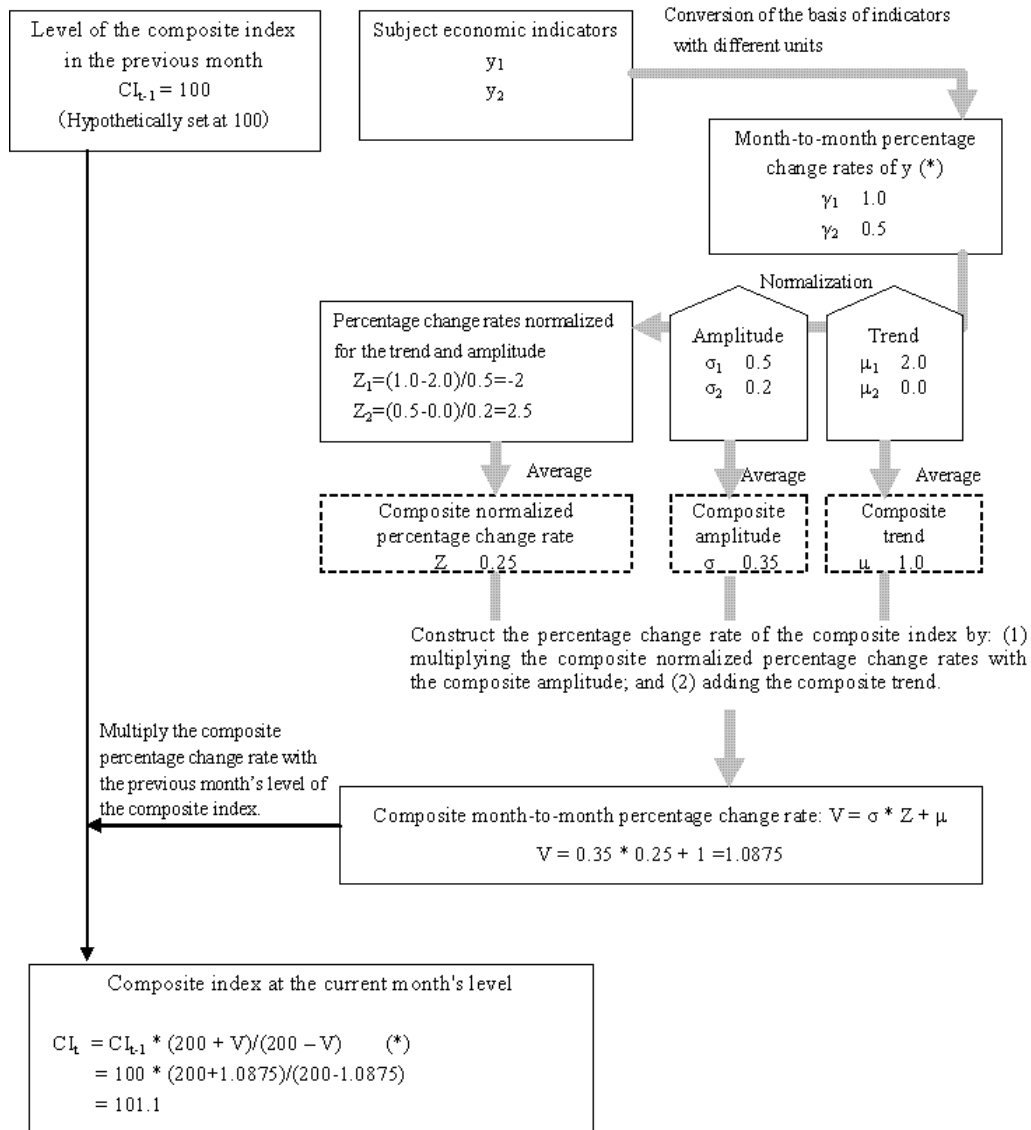 Level of the composite index
in the previous month
CIt-1 = 100
(Hypothetically set at 100)
Subject economic indicators
y1
y2
Conversion of the basis of indicators
with different units
Month-to-month percentage
change rates of y (*)
γ1 1.0
γ2 0.5
Normalization
Percentage change rates normalized
for the trend and amplitude
Z1=(1.0-2.0)/0.5=-2
Z2=(0.5-0.0)/0.2=2.5
Amplitude
σ1 0.5
σ2 0.2
Trend
μ1 2.0
μ2 0.0
Average
Average
Average
Composite normalized
percentage change rate
Z 0.25
Composite
amplitude
σ 0.35
Composite
trend
μ 1.0
Construct the percentage change rate of the composite index by: (1)
multiplying the composite normalized percentage change rates with
the composite amplitude; and (2) adding the composite trend.
Multiply the composite
percentage change rate with
the previous month's level of
the composite index.
Composite month-to-month percentage change rate: V = σ * Z + μ
V = 0.35 * 0.25 + 1 =1.0875
Composite index at the current month's level
CIt = CIt-1 * (200 + V)/(200 – V) (*)
= 100 * (200+1.0875)/(200-1.0875)
= 101.1